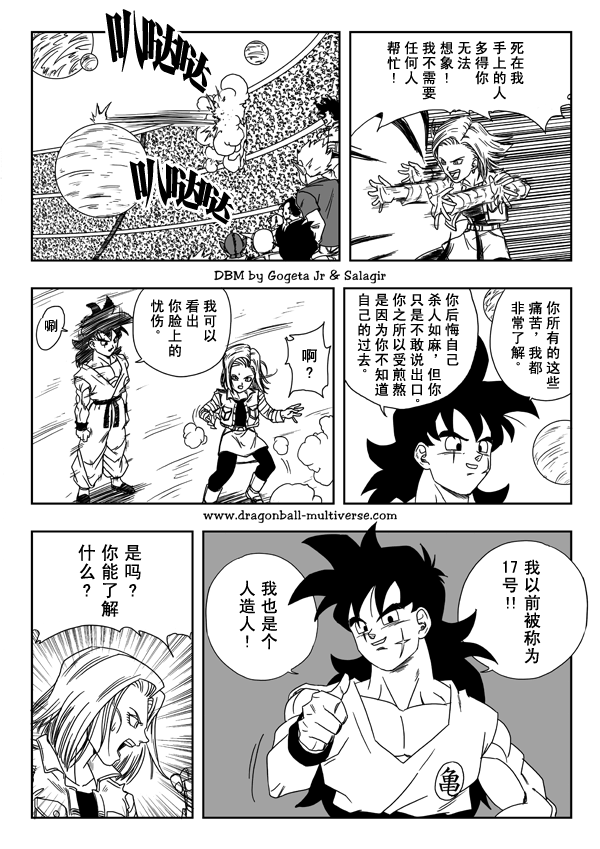 叭哒哒
叭哒哒
死在我
手上的人
多得你
无法
想象！
我不需要
任何人
帮忙！
DBM by Gogeta Jr & Salagir
唰
我可以
看出
你脸上的
忧伤。
啊？
你后悔自己
杀人如麻，但你
只是不敢说出口。
你之所以受煎熬
是因为你不知道
自己的过去。
你所有的这些
痛苦，我都
非常了解。
www.dragonball-multiverse.com
是吗？
你能了解
什么？
我也是个
人造人！
我以前被称为
17号!!
亀